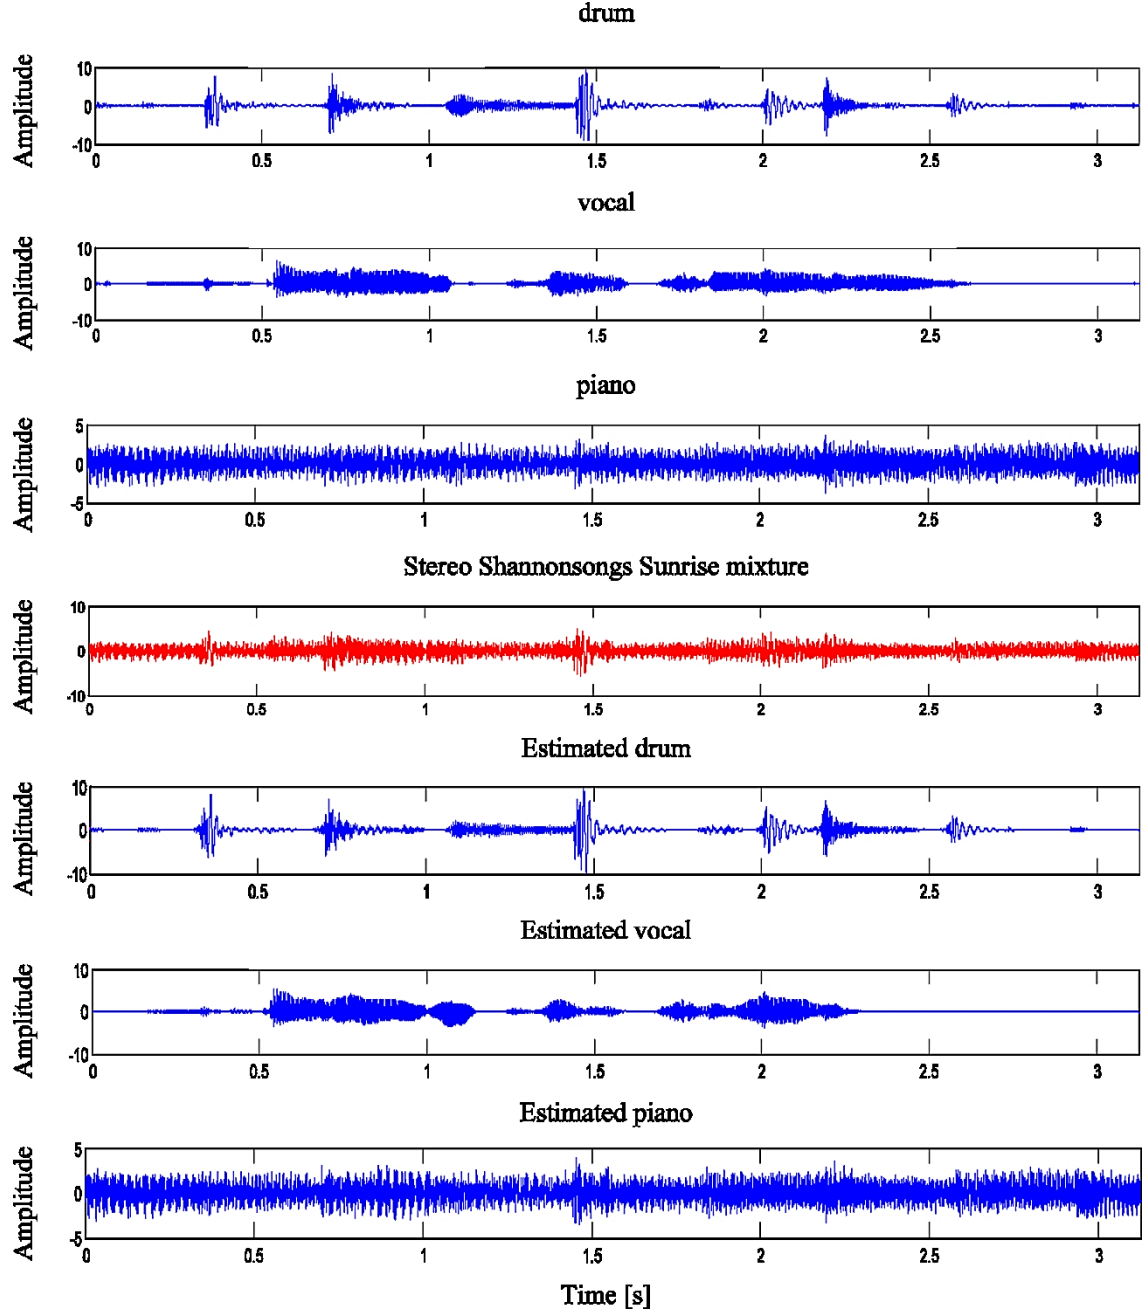 drum
Amplitude
10
0
-10
0 0.5 1 1.5 2 2.5 3
vocal
Amplitude
10
0
-10
0 0.5 1 1.5 2 2.5 3
piano
Amplitude
5
0
-5
0 0.5 1 1.5 2 2.5 3
Stereo Shannonsongs Sunrise mixture
Amplitude
10
0
-10
0 0.5 1 1.5 2 2.5 3
Estimated drum
Amplitude
10
0
-10
0 0.5 1 1.5 2 2.5 3
Estimated vocal
Amplitude
10
0
-10
0 0.5 1 1.5 2 2.5 3
Estimated piano
Amplitude
5
0
-5
0 0.5 1 1.5 2 2.5 3
Time [s]